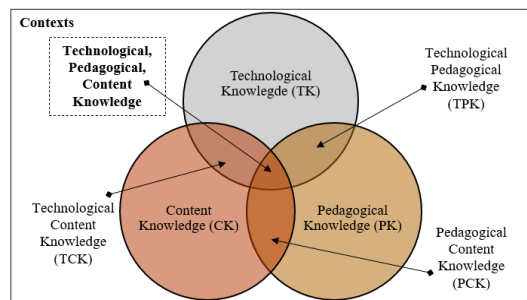 Contexts
Technological,
Pedagogical,
Content
Knowledge
Technological
Knowlegde (TK)
Technological
Pedagogical
Knowledge
(TPK)
Content
Knowledge (CK)
Pedagogical
Knowledge (PK)
Technological
Content
Knowledge
(TCK)
Pedagogical
Content
Knowledge
(PCK)